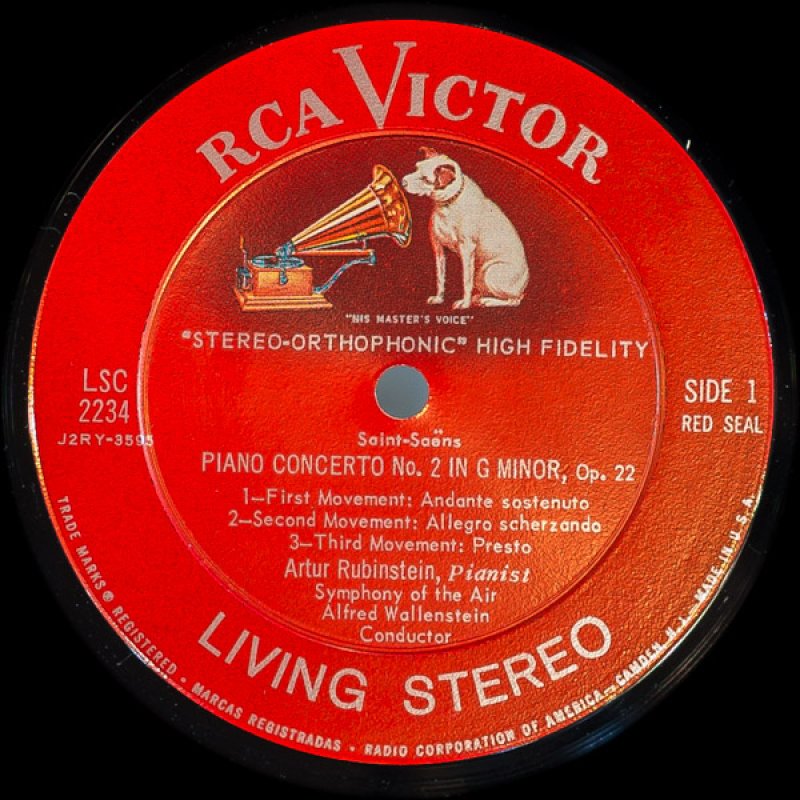 RCA VICTOR
"HIS MASTER'S VOICE"
"STEREO-ORTHOPHONIC" HIGH FIDELITY
LSC
2234
J2RY-3595
SIDE 1
RED SEAL
Saint-Saëns
PIANO CONCERTO No. 2 IN G MINOR, Op. 22
1—First Movement: Andante sostenuto
2—Second Movement: Allegro scherzando
3—Third Movement: Presto
Artur Rubinstein, Pianist
Symphony of the Air
Alfred Wallenstein
Conductor
LIVING STEREO
TRADE MARKS ® REGISTERED • MARCAS REGISTRADAS • RADIO CORPORATION OF AMERICA—CAMDEN, N.J.—MADE IN U.S.A.